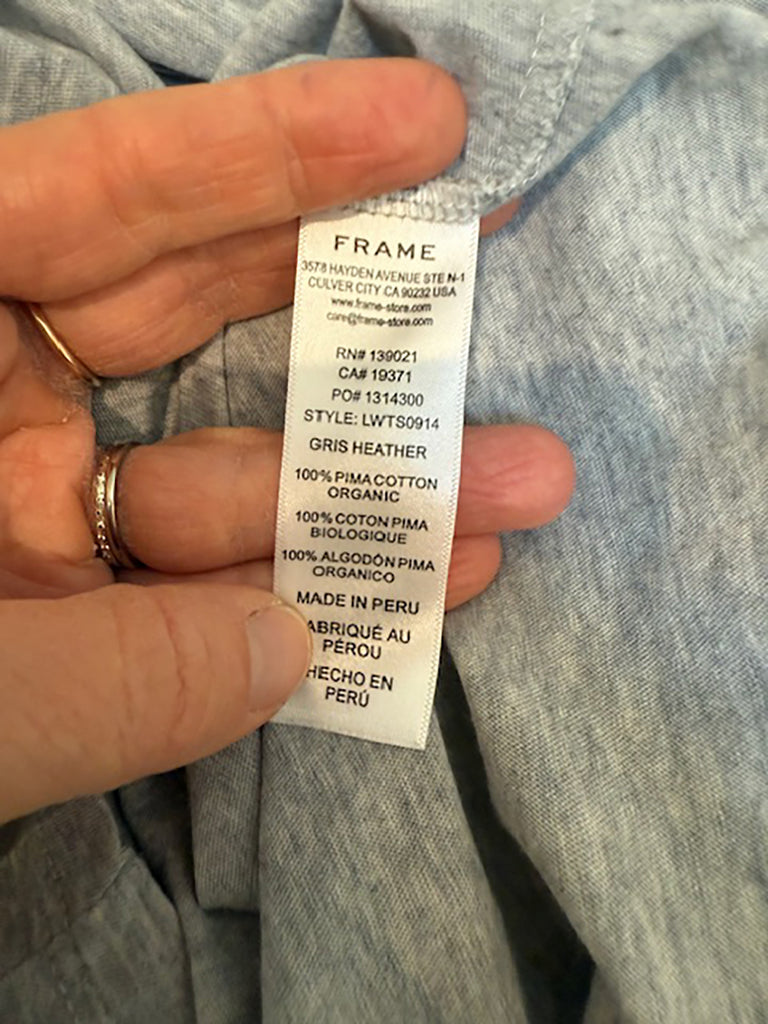 FRAME
3578 HAYDEN AVENUE STE N-1
CULVER CITY CA 90232 USA
www.frame-store.com
care@frame-store.com
RN# 139021
CA# 19371
PO# 1314300
STYLE: LWTS0914
GRIS HEATHER
100% PIMA COTTON
ORGANIC
100% COTON PIMA
BIOLOGIQUE
100% ALGODÓN PIMA
ORGANICO
MADE IN PERU
ABRIQUÉ AU
PÉROU
HECHO EN
PERÚ